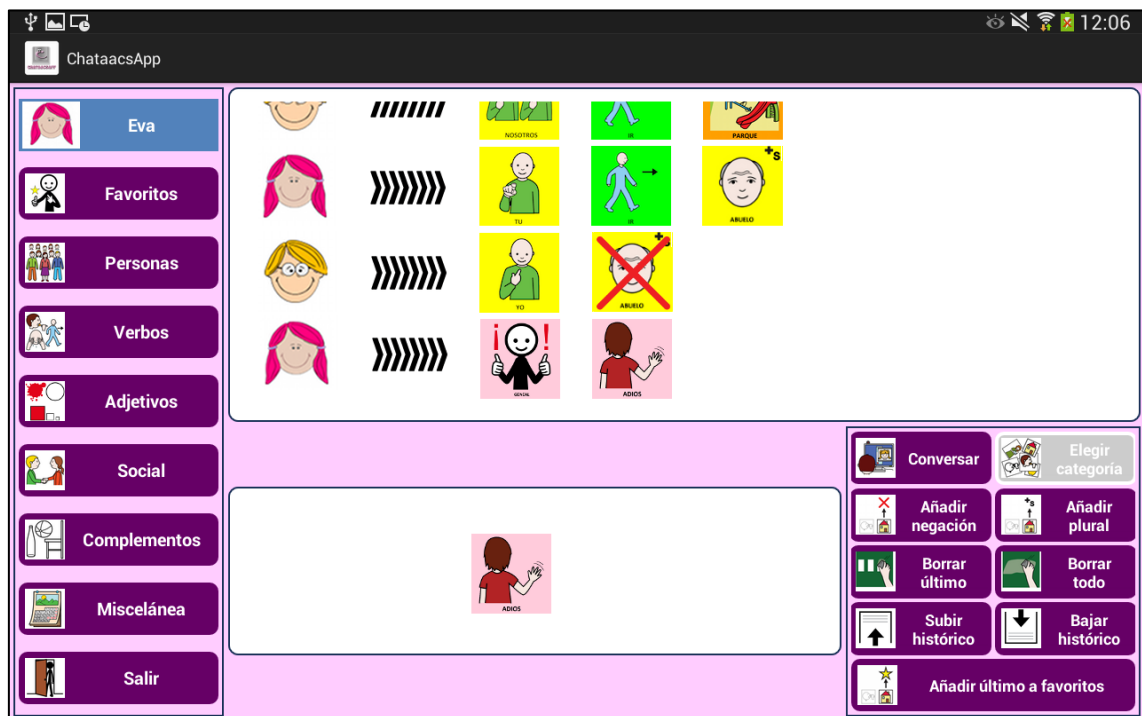 12:06
ChataacsApp
Eva
Favoritos
Personas
Verbos
Adjetivos
Social
Complementos
Miscelánea
Salir
NOSOTROS
IR
PARQUE
+s
TU
IR
ABUELO
YO
ABUELO
¡ !
GENIAL
ADIOS
ADIOS
Conversar
Elegir
categoría
Añadir
negación
+s
Añadir
plural
Borrar
último
Borrar
todo
Subir
histórico
Bajar
histórico
Añadir último a favoritos